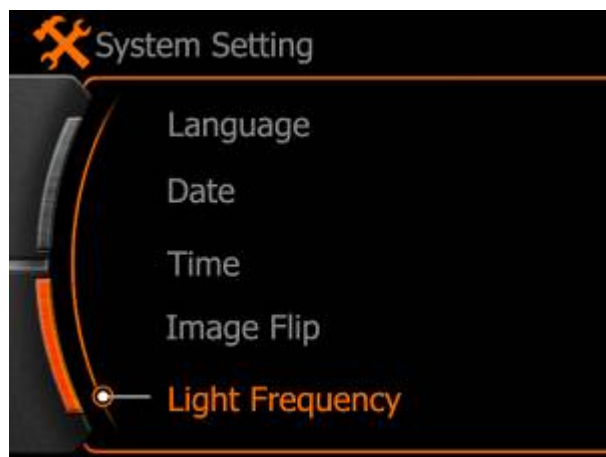 System Setting
Language
Date
Time
Image Flip
Light Frequency